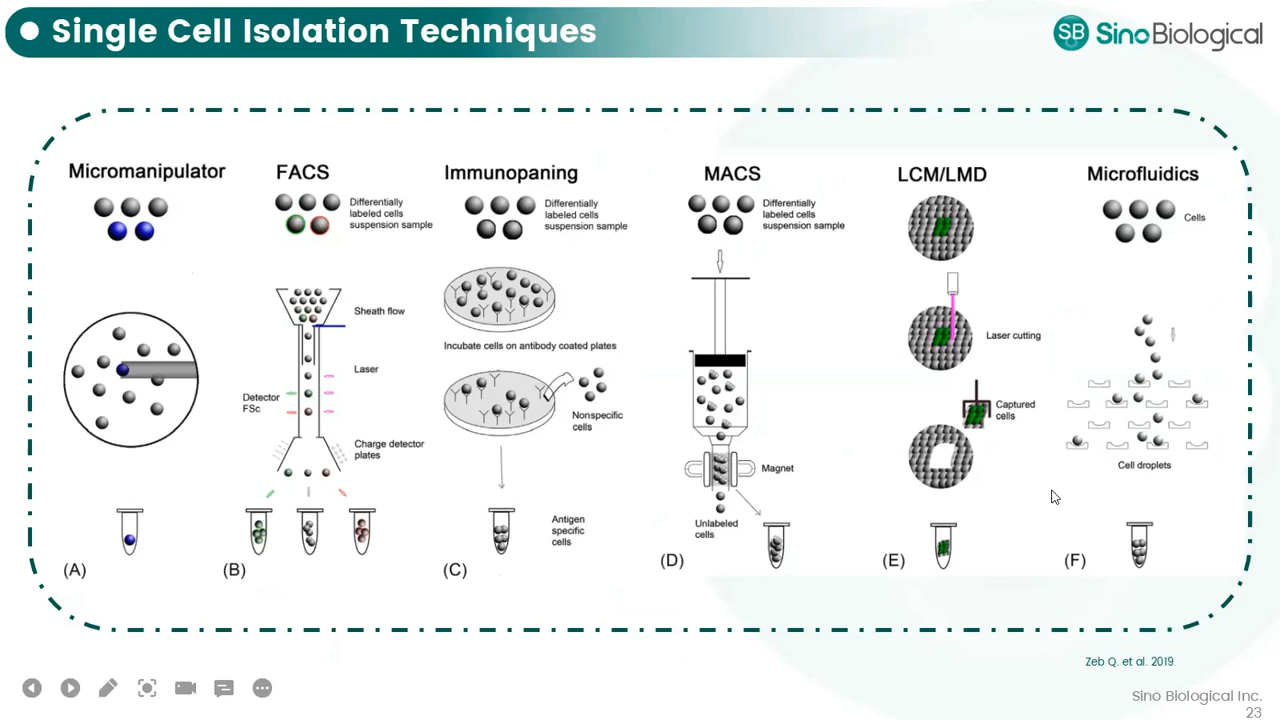 Single Cell Isolation Techniques
SB SinoBiological
Micromanipulator
(A)
FACS
Differentially
labeled cells
suspension sample
Sheath flow
Laser
Detector
FSc
Charge detector
plates
(B)
Immunopaning
Differentially
labeled cells
suspension sample
Incubate cells on antibody coated plates
Nonspecific
cells
Antigen
specific
cells
(C)
MACS
Differentially
labeled cells
suspension sample
Magnet
Unlabeled
cells
(D)
LCM/LMD
Laser cutting
Captured
cells
(E)
Microfluidics
Cells
Cell droplets
(F)
Zeb Q. et al. 2019
Sino Biological Inc.
23